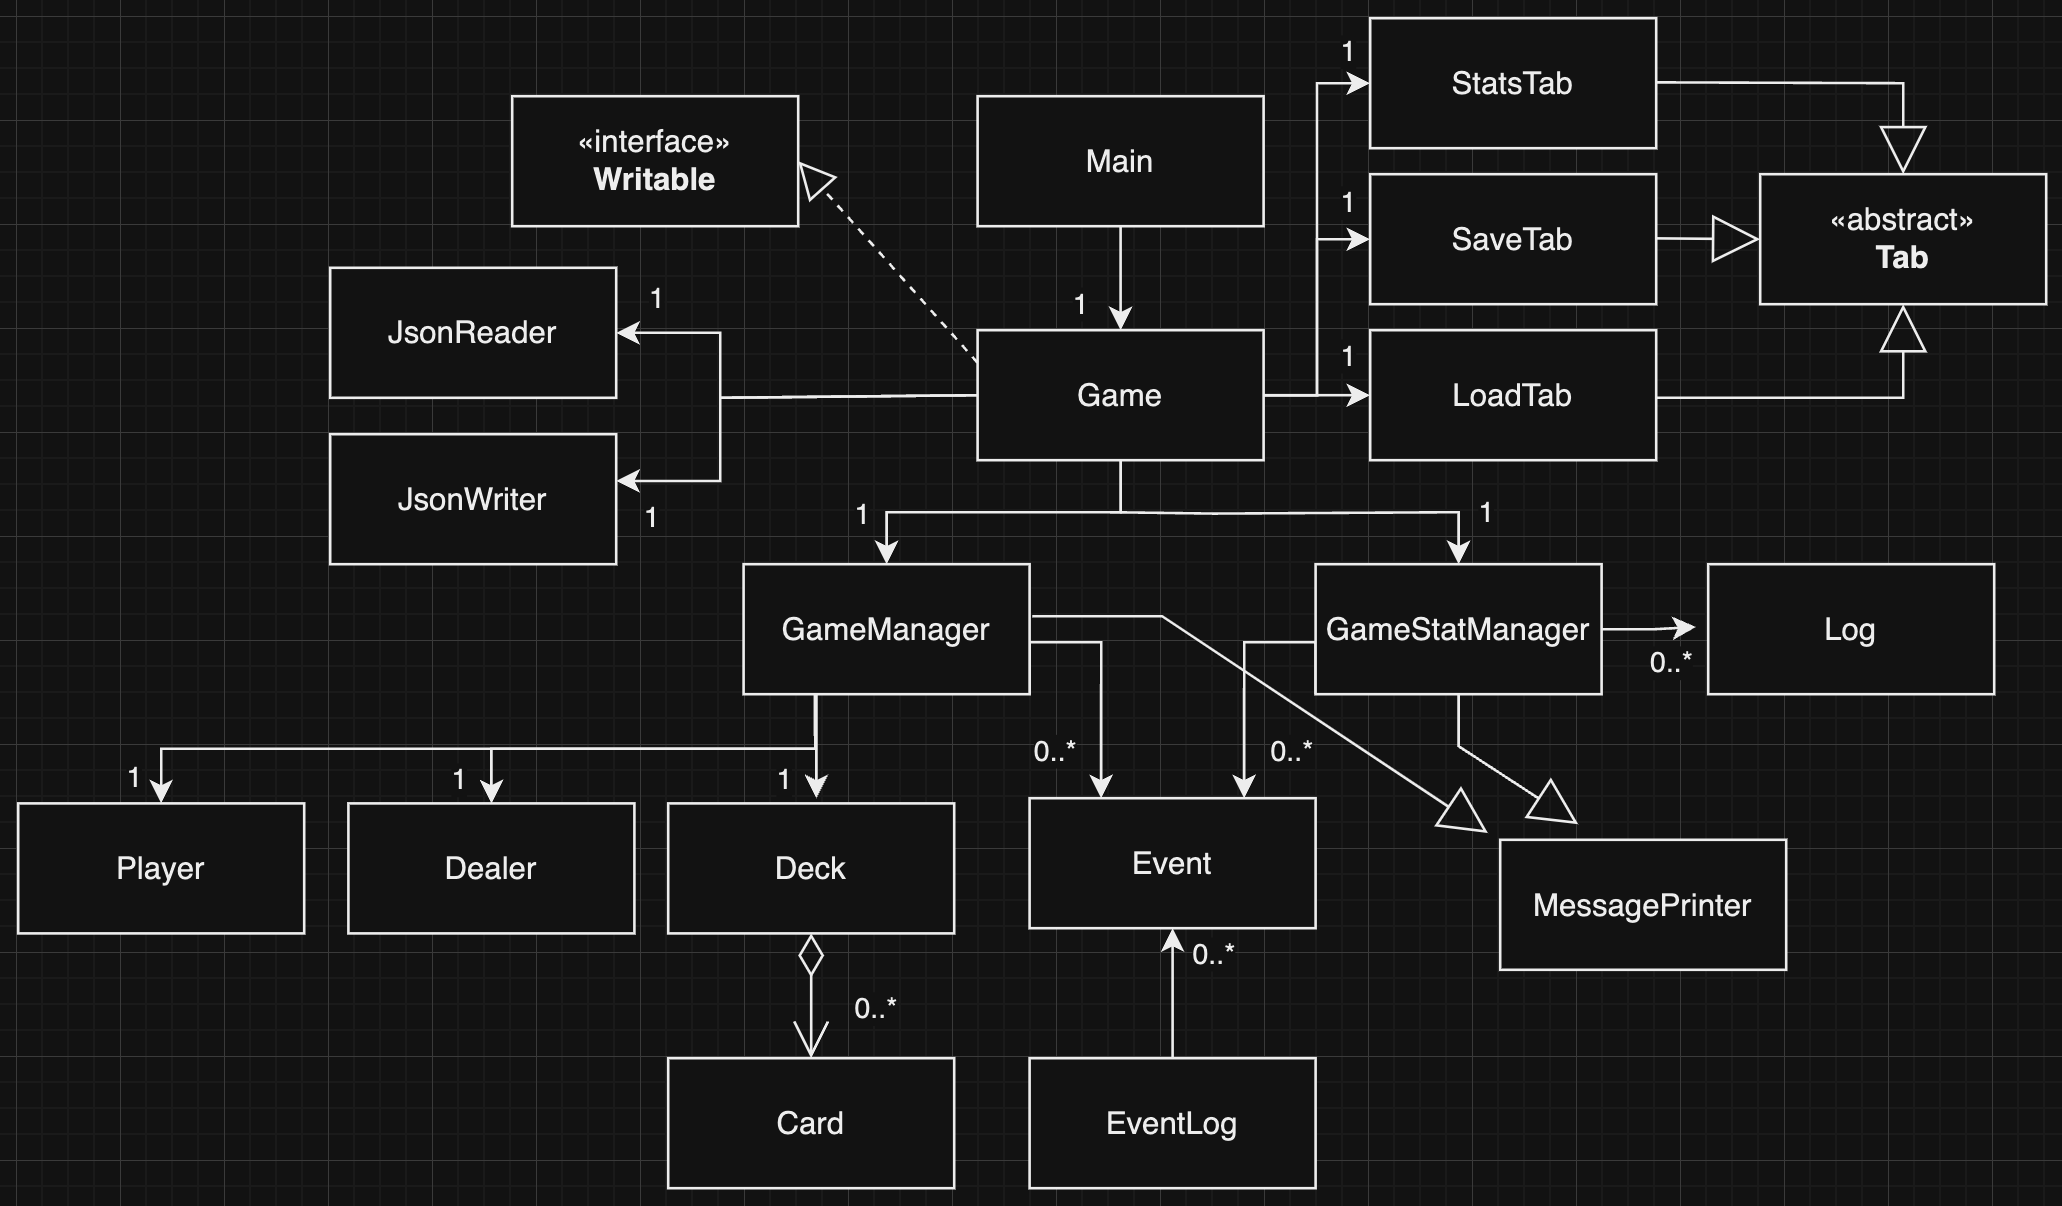 1
StatsTab
«interface»
Writable
Main
1
SaveTab
«abstract»
Tab
1
JsonReader
1
Game
1
LoadTab
JsonWriter
1
1
1
GameManager
GameStatManager
0..*
Log
0..*
0..*
1
1
1
Player
Dealer
Deck
Event
MessagePrinter
0..*
0..*
Card
EventLog